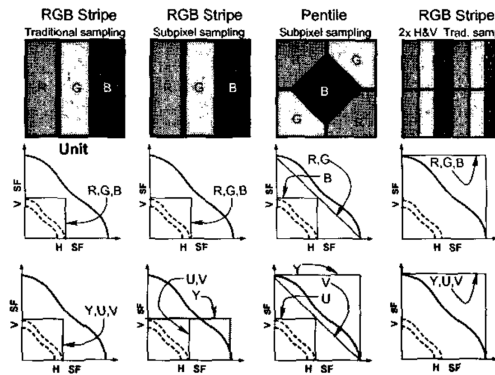 RGB Stripe
Traditional sampling
R G B
Unit
RGB Stripe
Subpixel sampling
R G B
Pentile
Subpixel sampling
R G
B
G R
RGB Stripe
2x H&V Trad. sam
V SF
R,G,B
H SF
V SF
R,G,B
H SF
V SF
R,G
B
H SF
V SF
R,G,B
H SF
V SF
Y,U,V
H SF
V SF
U,V
Y
H SF
V SF
Y
V
U
H SF
V SF
Y,U,V
H SF